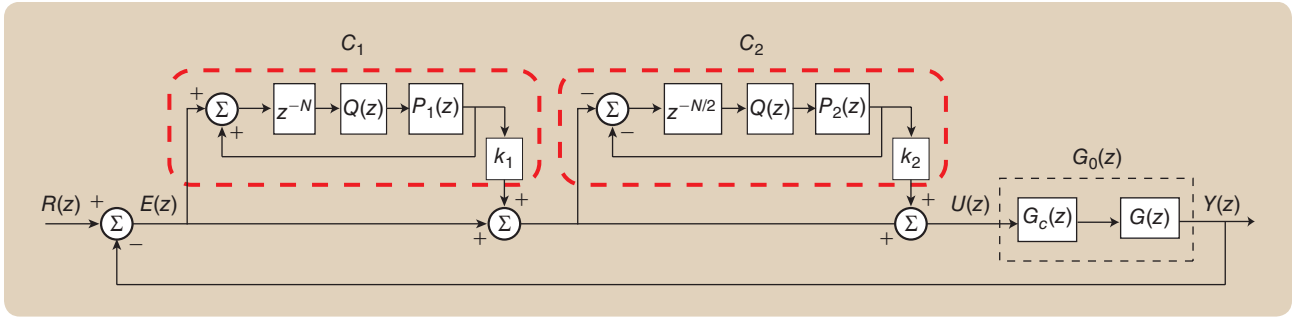 C1 C2
+ Σ + z−N Q(z) P1(z) k1
− Σ − z−N/2 Q(z) P2(z) k2
G0(z)
R(z) + Σ − E(z) + Σ + + Σ + U(z) Gc(z) G(z) Y(z)